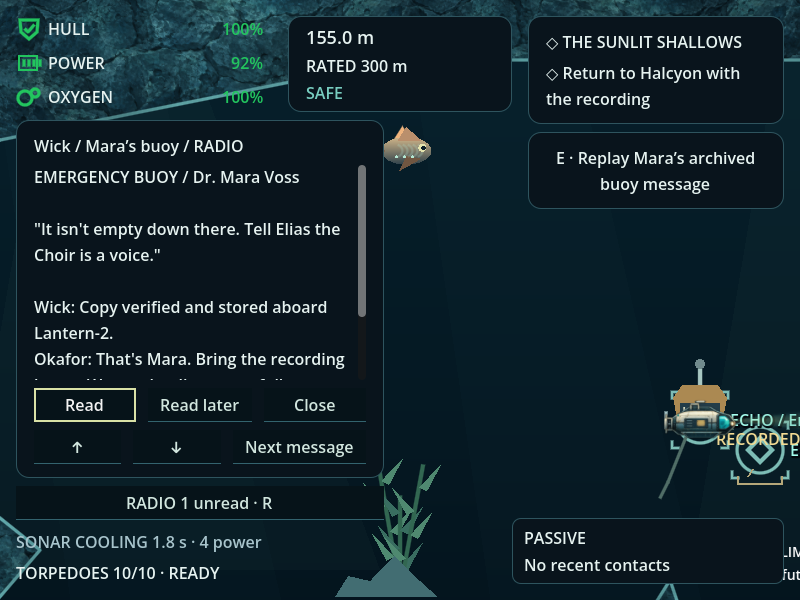 HULL 100%
POWER 92%
OXYGEN 100%
155.0 m
RATED 300 m
SAFE
◇ THE SUNLIT SHALLOWS
◇ Return to Halcyon with
the recording
E · Replay Mara’s archived
buoy message
Wick / Mara’s buoy / RADIO
EMERGENCY BUOY / Dr. Mara Voss
"It isn't empty down there. Tell Elias the
Choir is a voice."
Wick: Copy verified and stored aboard
Lantern-2.
Okafor: That's Mara. Bring the recording
Read Read later Close
↑ ↓ Next message
RADIO 1 unread · R
SONAR COOLING 1.8 s · 4 power
TORPEDOES 10/10 · READY
ECHO /
RECORDED
PASSIVE
No recent contacts